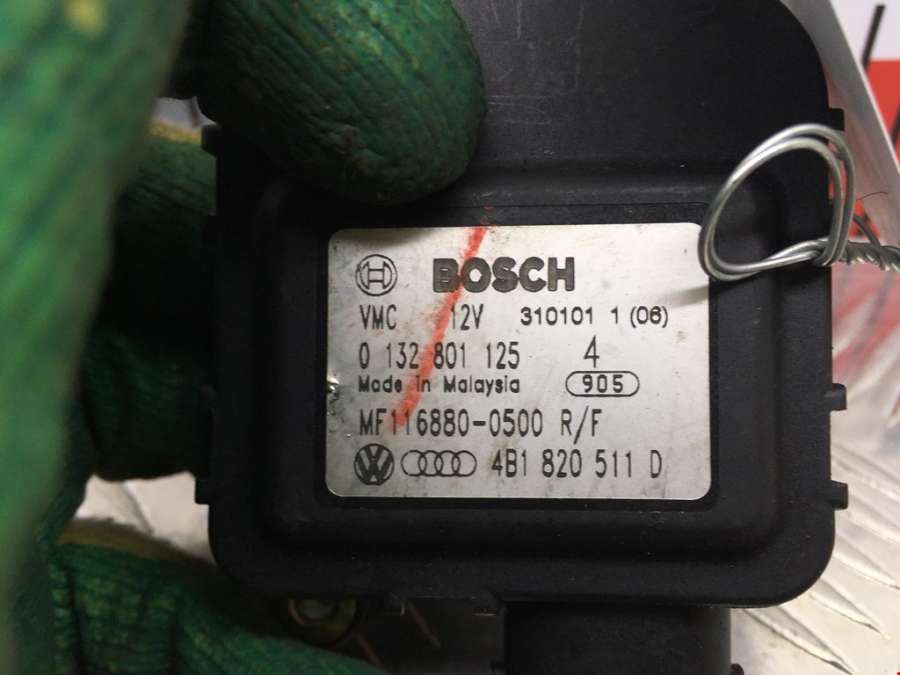 BOSCH
VMC 12V 310101 1 (06)
0 132 801 125 4
Made in Malaysia 905
MF116880-0500 R/F
4B1 820 511 D